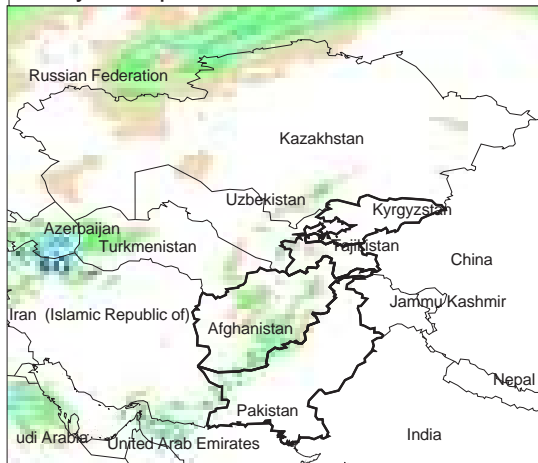 Russian Federation
Kazakhstan
Uzbekistan
Kyrgyzstan
Azerbaijan
Turkmenistan
Tajikistan
China
Jammu Kashmir
Iran (Islamic Republic of)
Afghanistan
Nepal
Pakistan
udi Arabia
United Arab Emirates
India